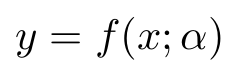 y = f(x; α)